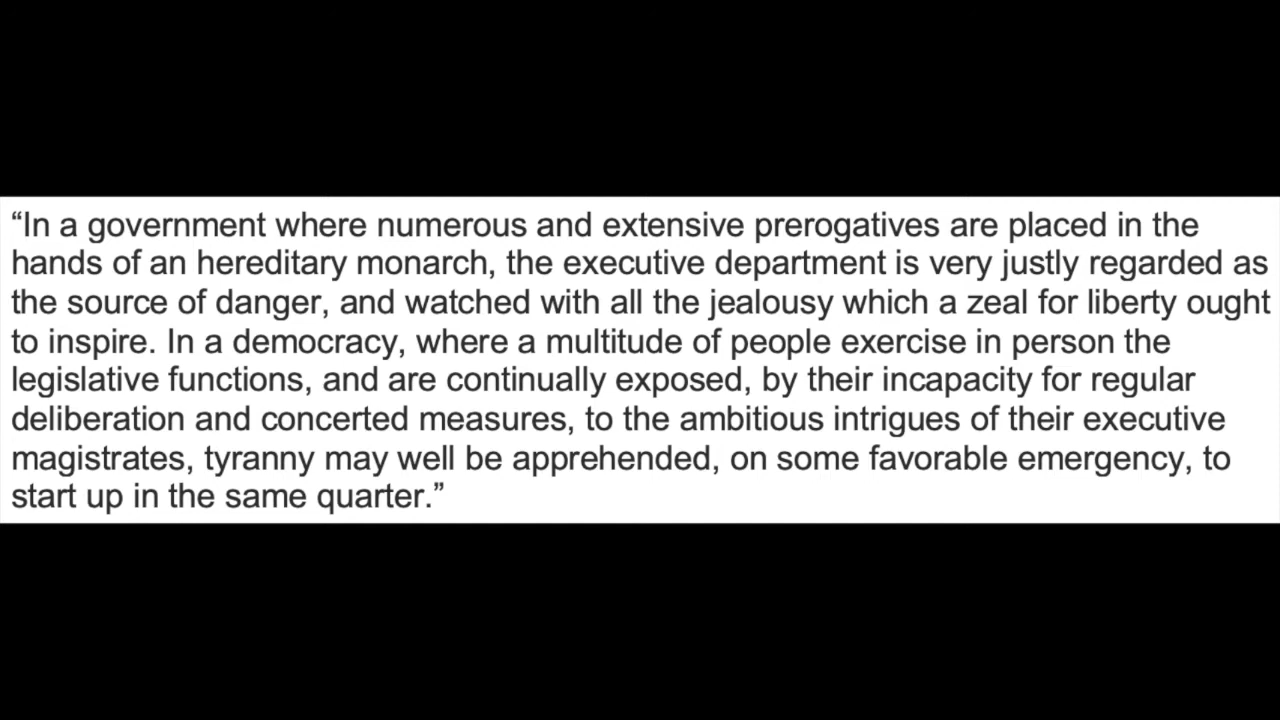 “In a government where numerous and extensive prerogatives are placed in the
hands of an hereditary monarch, the executive department is very justly regarded as
the source of danger, and watched with all the jealousy which a zeal for liberty ought
to inspire. In a democracy, where a multitude of people exercise in person the
legislative functions, and are continually exposed, by their incapacity for regular
deliberation and concerted measures, to the ambitious intrigues of their executive
magistrates, tyranny may well be apprehended, on some favorable emergency, to
start up in the same quarter.”